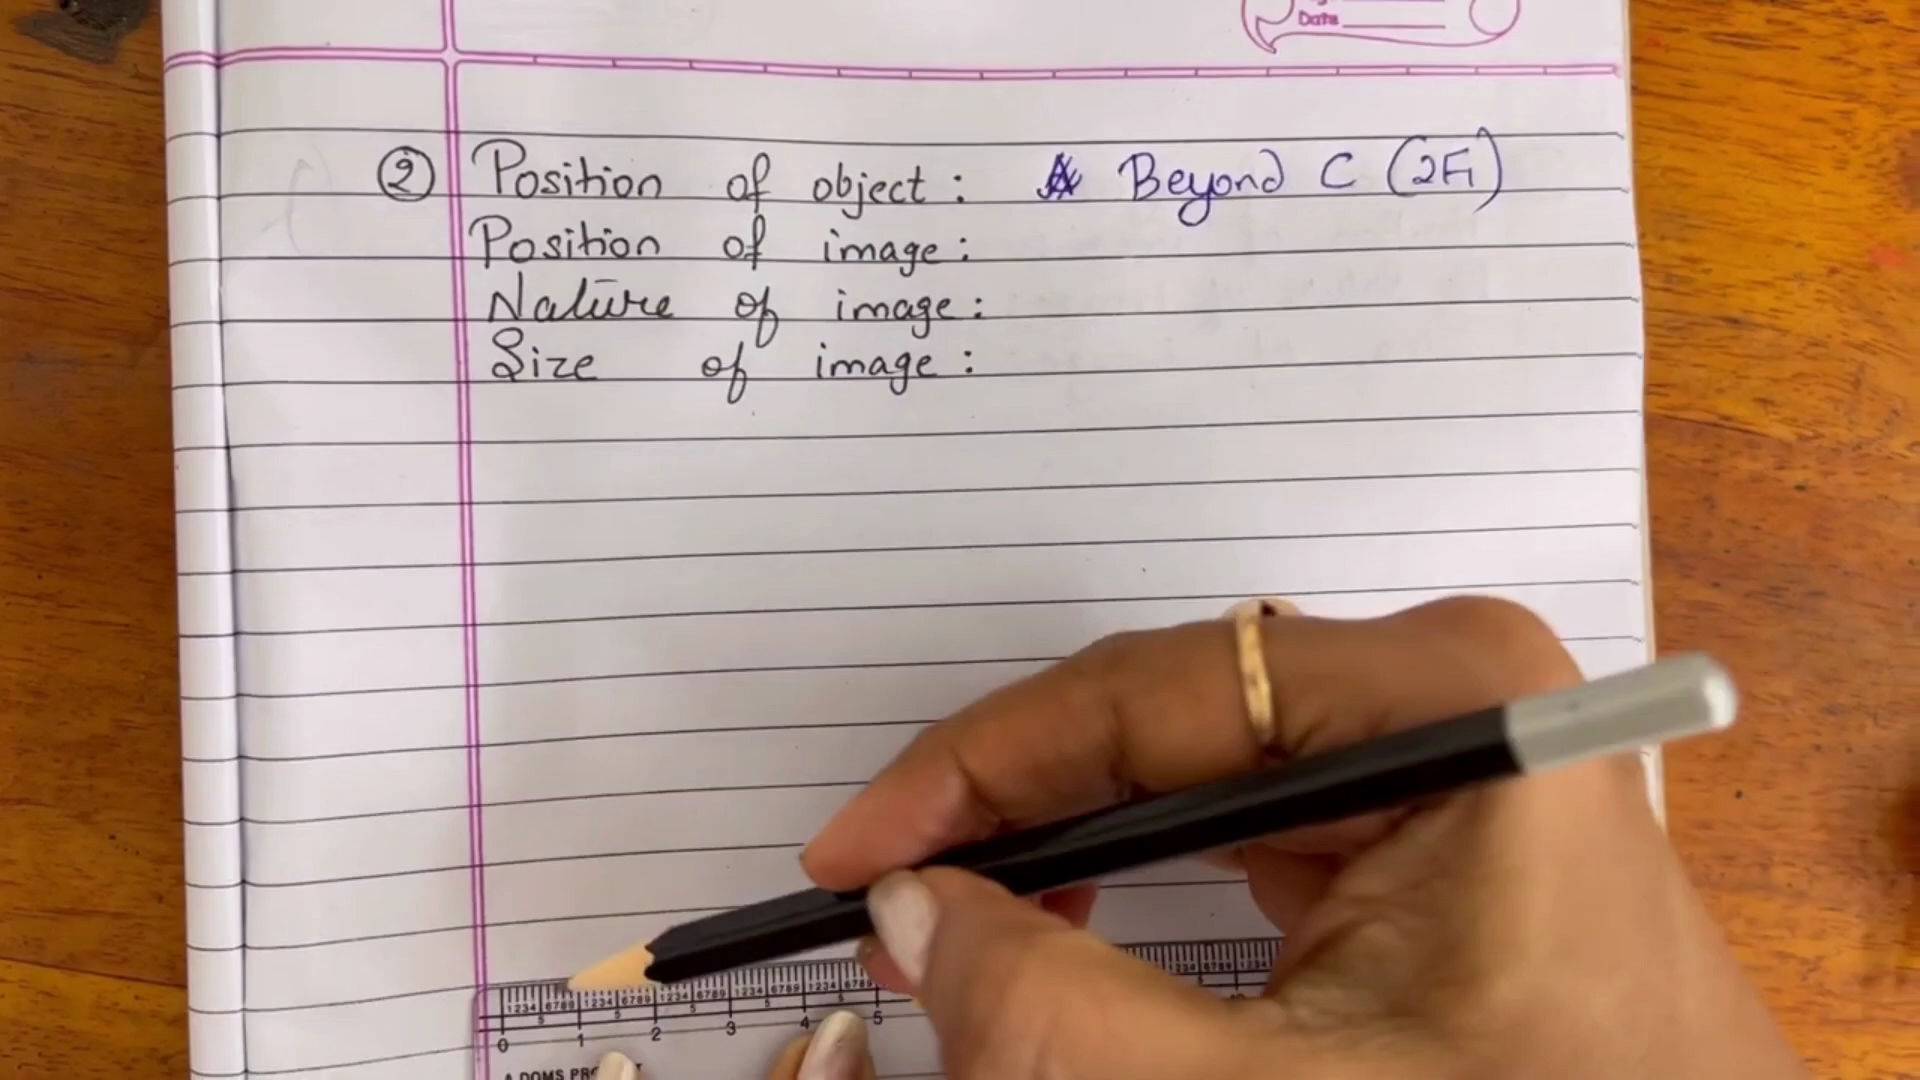 Date
② Position of object : Beyond C (2F1)
Position of image :
Nature of image :
Size of image :
0 1 2 3 4 5
A DOMS PR